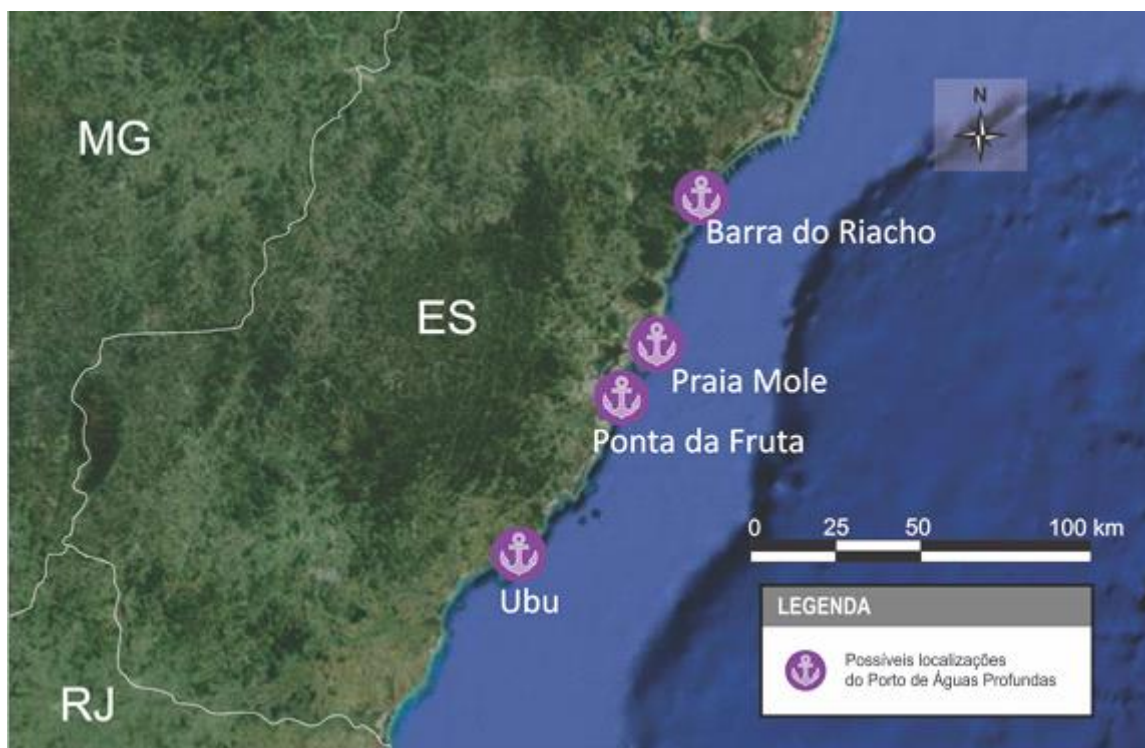 MG
N
Barra do Riacho
ES
Praia Mole
Ponta da Fruta
0 25 50 100 km
Ubu
LEGENDA
Possíveis localizações
do Porto de Águas Profundas
RJ